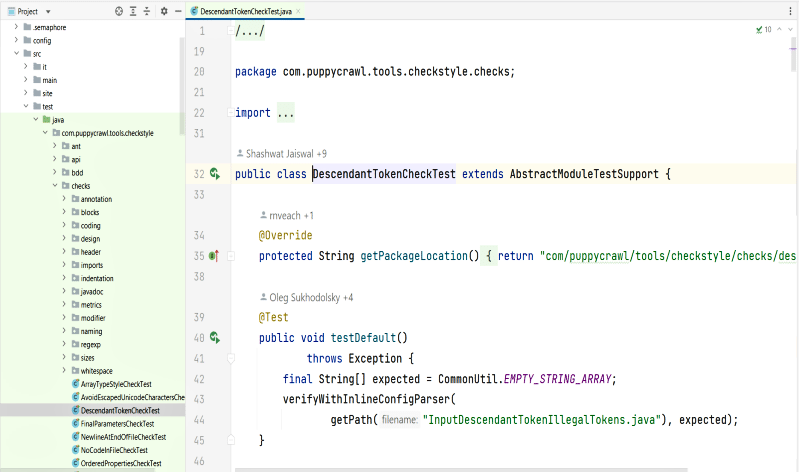 Project
DescendantTokenCheckTest.java
.semaphore
config
src
it
main
site
test
java
com.puppycrawl.tools.checkstyle
ant
api
bdd
checks
annotation
blocks
coding
design
header
imports
indentation
javadoc
metrics
modifier
naming
regexp
sizes
whitespace
ArrayTypeStyleCheckTest
AvoidEscapedUnicodeCharactersChe
DescendantTokenCheckTest
FinalParametersCheckTest
NewlineAtEndOfFileCheckTest
NoCodeInFileCheckTest
OrderedPropertiesCheckTest
10
1 /.../
19
20 package com.puppycrawl.tools.checkstyle.checks;
21
22 import ...
31
Shashwat Jaiswal +9
32 public class DescendantTokenCheckTest extends AbstractModuleTestSupport {
33
rnveach +1
34 @Override
35 protected String getPackageLocation() { return "com/puppycrawl/tools/checkstyle/checks/des
38
Oleg Sukhodolsky +4
39 @Test
40 public void testDefault()
41 throws Exception {
42 final String[] expected = CommonUtil.EMPTY_STRING_ARRAY;
43 verifyWithInlineConfigParser(
44 getPath( filename: "InputDescendantTokenIllegalTokens.java"), expected);
45 }
46